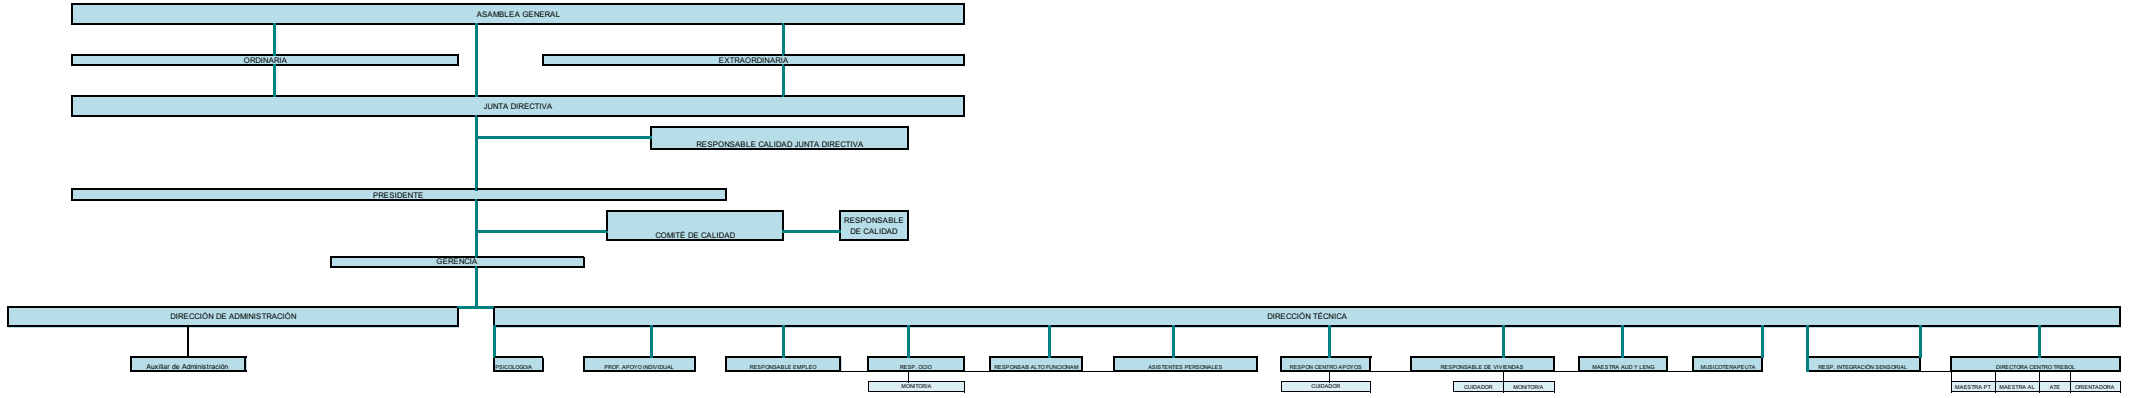 ASAMBLEA GENERAL
ORDINARIA
EXTRAORDINARIA
JUNTA DIRECTIVA
RESPONSABLE CALIDAD JUNTA DIRECTIVA
PRESIDENTE
COMITÉ DE CALIDAD
RESPONSABLE
DE CALIDAD
GERENCIA
DIRECCIÓN DE ADMINISTRACIÓN
DIRECCIÓN TÉCNICA
Auxiliar de Administración
PSICOLOGO/A
PROF. APOYO INDIVIDUAL
RESPONSABLE EMPLEO
RESP. OCIO
RESPONSAB ALTO FUNCIONAM
ASISTENTES PERSONALES
RESPON CENTRO APOYOS
RESPONSABLE DE VIVIENDAS
MAESTRA AUD Y LENG
MUSICOTERAPEUTA
RESP. INTEGRACIÓN SENSORIAL
DIRECTORA CENTRO TREBOL
MONITOR/A
CUIDADOR
CUIDADOR
MONITOR/A
MAESTRA PT
MAESTRA AL
ATE
ORIENTADORA